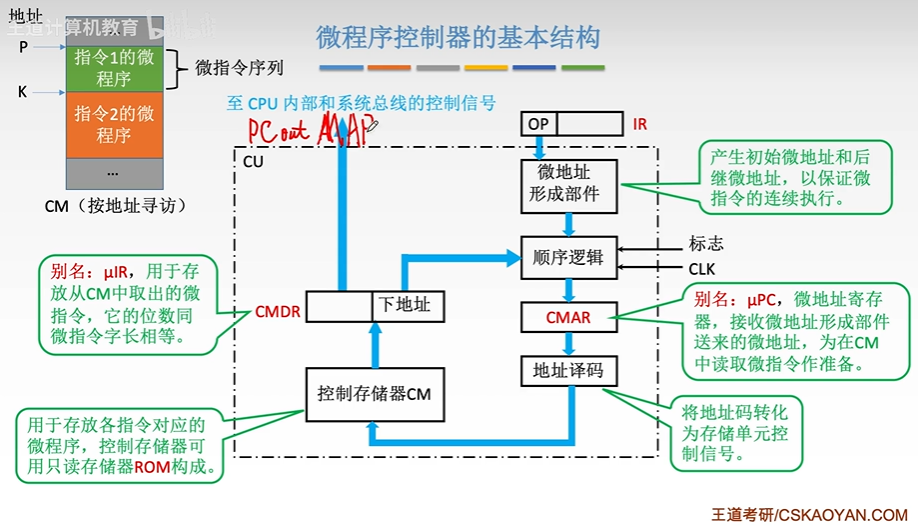 地址
王道计算机教育
微程序控制器的基本结构
...
P
指令1的微
程序
微指令序列
K
指令2的微
程序
...
CM（按地址寻访）
至 CPU 内部和系统总线的控制信号
PC out
OP
IR
CU
微地址
形成部件
产生初始微地址和后
继微地址，以保证微
指令的连续执行。
顺序逻辑
标志
CLK
别名：μIR，用于存
放从CM中取出的微
指令，它的位数同
微指令字长相等。
CMDR
下地址
CMAR
别名：μPC，微地址寄存
器，接收微地址形成部件
送来的微地址，为在CM
中读取微指令作准备。
地址译码
控制存储器CM
用于存放各指令对应的
微程序，控制存储器可
用只读存储器ROM构成。
将地址码转化
为存储单元控
制信号。
王道考研/CSKAOYAN.COM